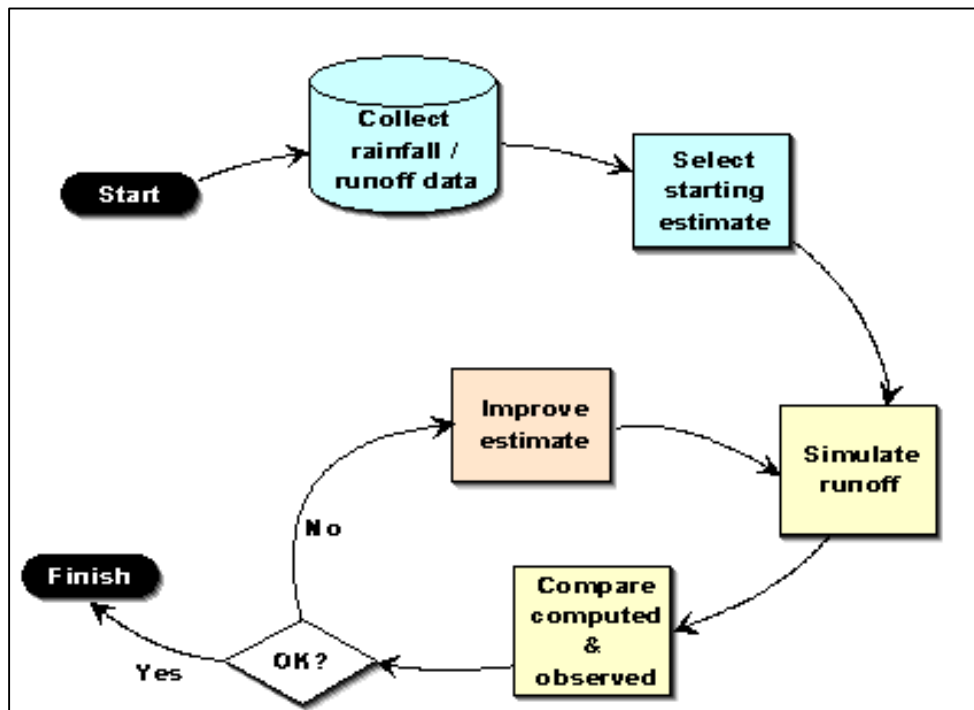 Start
Collect
rainfall /
runoff data
Select
starting
estimate
Simulate
runoff
Compare
computed
&
observed
OK?
No
Improve
estimate
Yes
Finish